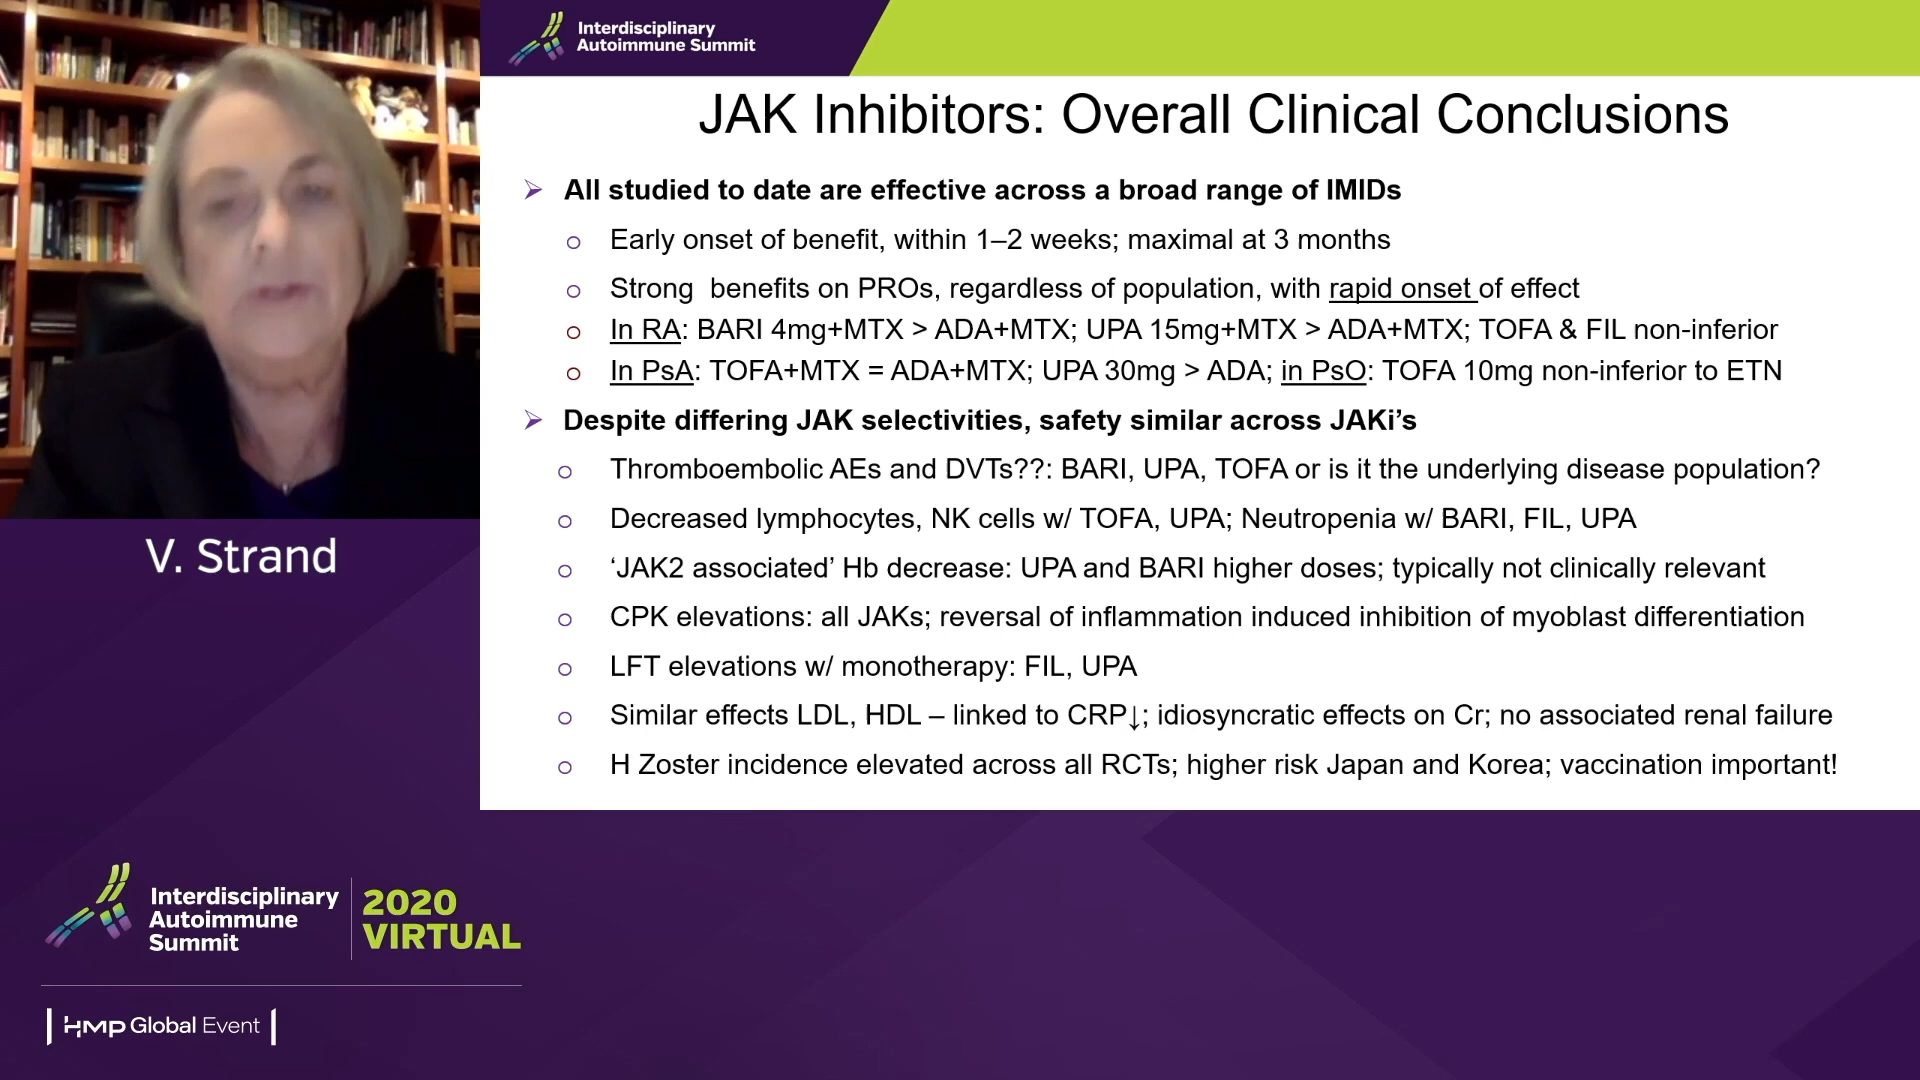 Interdisciplinary
Autoimmune Summit
JAK Inhibitors: Overall Clinical Conclusions
All studied to date are effective across a broad range of IMIDs
Early onset of benefit, within 1–2 weeks; maximal at 3 months
Strong benefits on PROs, regardless of population, with rapid onset of effect
In RA: BARI 4mg+MTX > ADA+MTX; UPA 15mg+MTX > ADA+MTX; TOFA & FIL non-inferior
In PsA: TOFA+MTX = ADA+MTX; UPA 30mg > ADA; in PsO: TOFA 10mg non-inferior to ETN
Despite differing JAK selectivities, safety similar across JAKi’s
Thromboembolic AEs and DVTs??: BARI, UPA, TOFA or is it the underlying disease population?
Decreased lymphocytes, NK cells w/ TOFA, UPA; Neutropenia w/ BARI, FIL, UPA
‘JAK2 associated’ Hb decrease: UPA and BARI higher doses; typically not clinically relevant
CPK elevations: all JAKs; reversal of inflammation induced inhibition of myoblast differentiation
LFT elevations w/ monotherapy: FIL, UPA
Similar effects LDL, HDL – linked to CRP↓; idiosyncratic effects on Cr; no associated renal failure
H Zoster incidence elevated across all RCTs; higher risk Japan and Korea; vaccination important!
V. Strand
Interdisciplinary
Autoimmune
Summit
2020
VIRTUAL
HMP Global Event